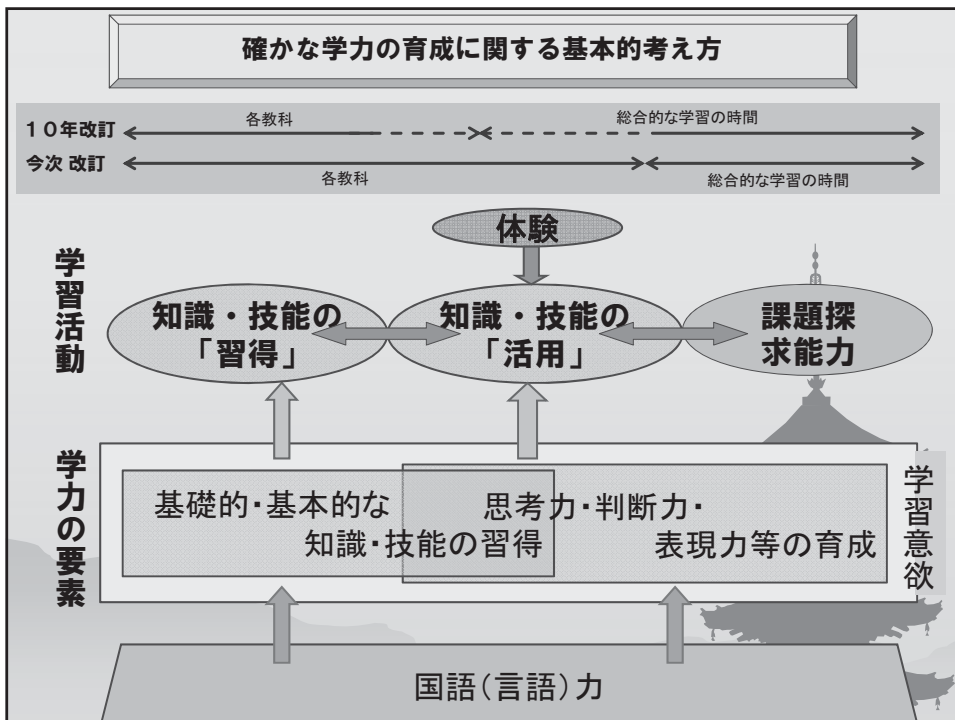 確かな学力の育成に関する基本的考え方
10年改訂
各教科
総合的な学習の時間
今次 改訂
各教科
総合的な学習の時間
体験
学習活動
知識・技能の
「習得」
知識・技能の
「活用」
課題探
求能力
学力の要素
基礎的・基本的な
知識・技能の習得
思考力・判断力・
表現力等の育成
学習意欲
国語(言語)力